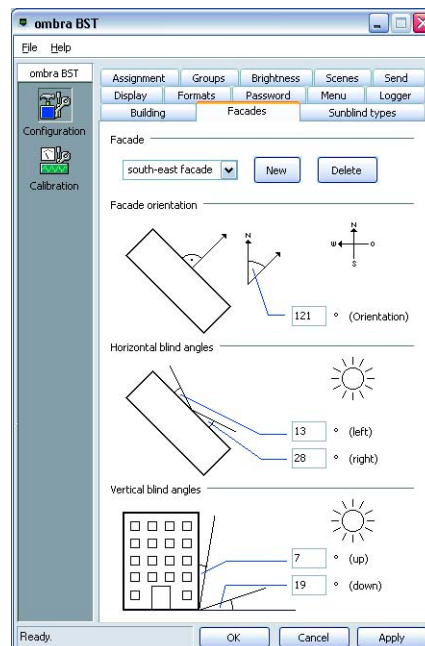 ombra BST
File Help
ombra BST
Configuration
Calibration
Assignment Groups Brightness Scenes Send
Display Formats Password Menu Logger
Building Facades Sunblind types
Facade
south-east facade New Delete
Facade orientation
N
N
W O
S
121 ° (Orientation)
Horizontal blind angles
13 ° (left)
28 ° (right)
Vertical blind angles
7 ° (up)
19 ° (down)
Ready. OK Cancel Apply